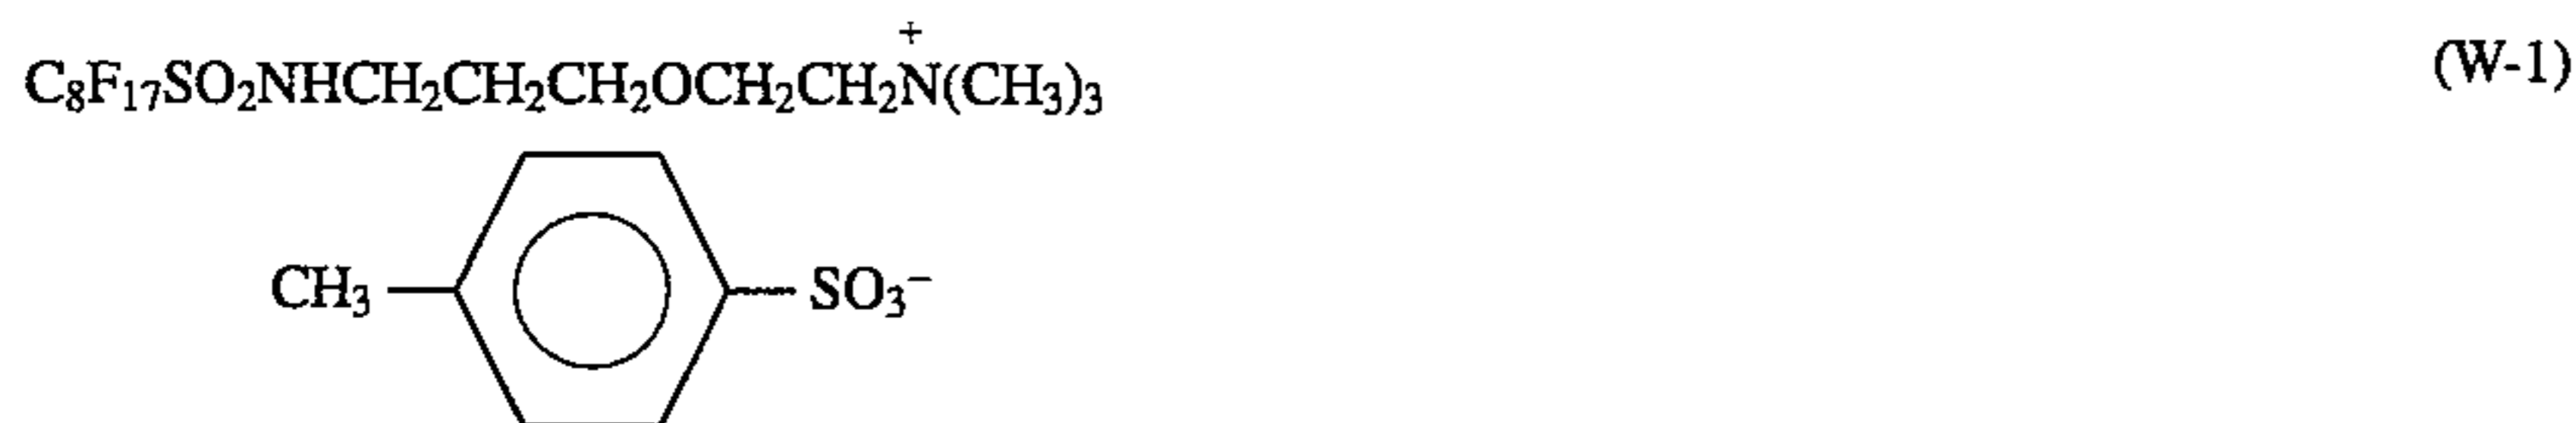 C₈F₁₇SO₂NHCH₂CH₂CH₂OCH₂CH₂N⁺(CH₃)₃ (W-1)
CH₃ SO₃⁻